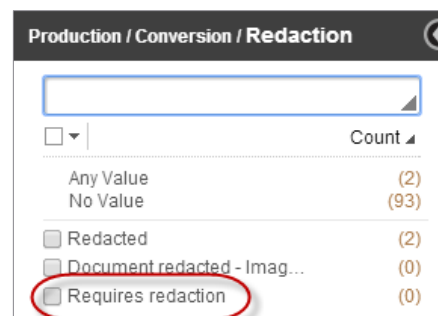 Production / Conversion / Redaction
Count
Any Value (2)
No Value (93)
Redacted (2)
Document redacted - Imag... (0)
Requires redaction (0)